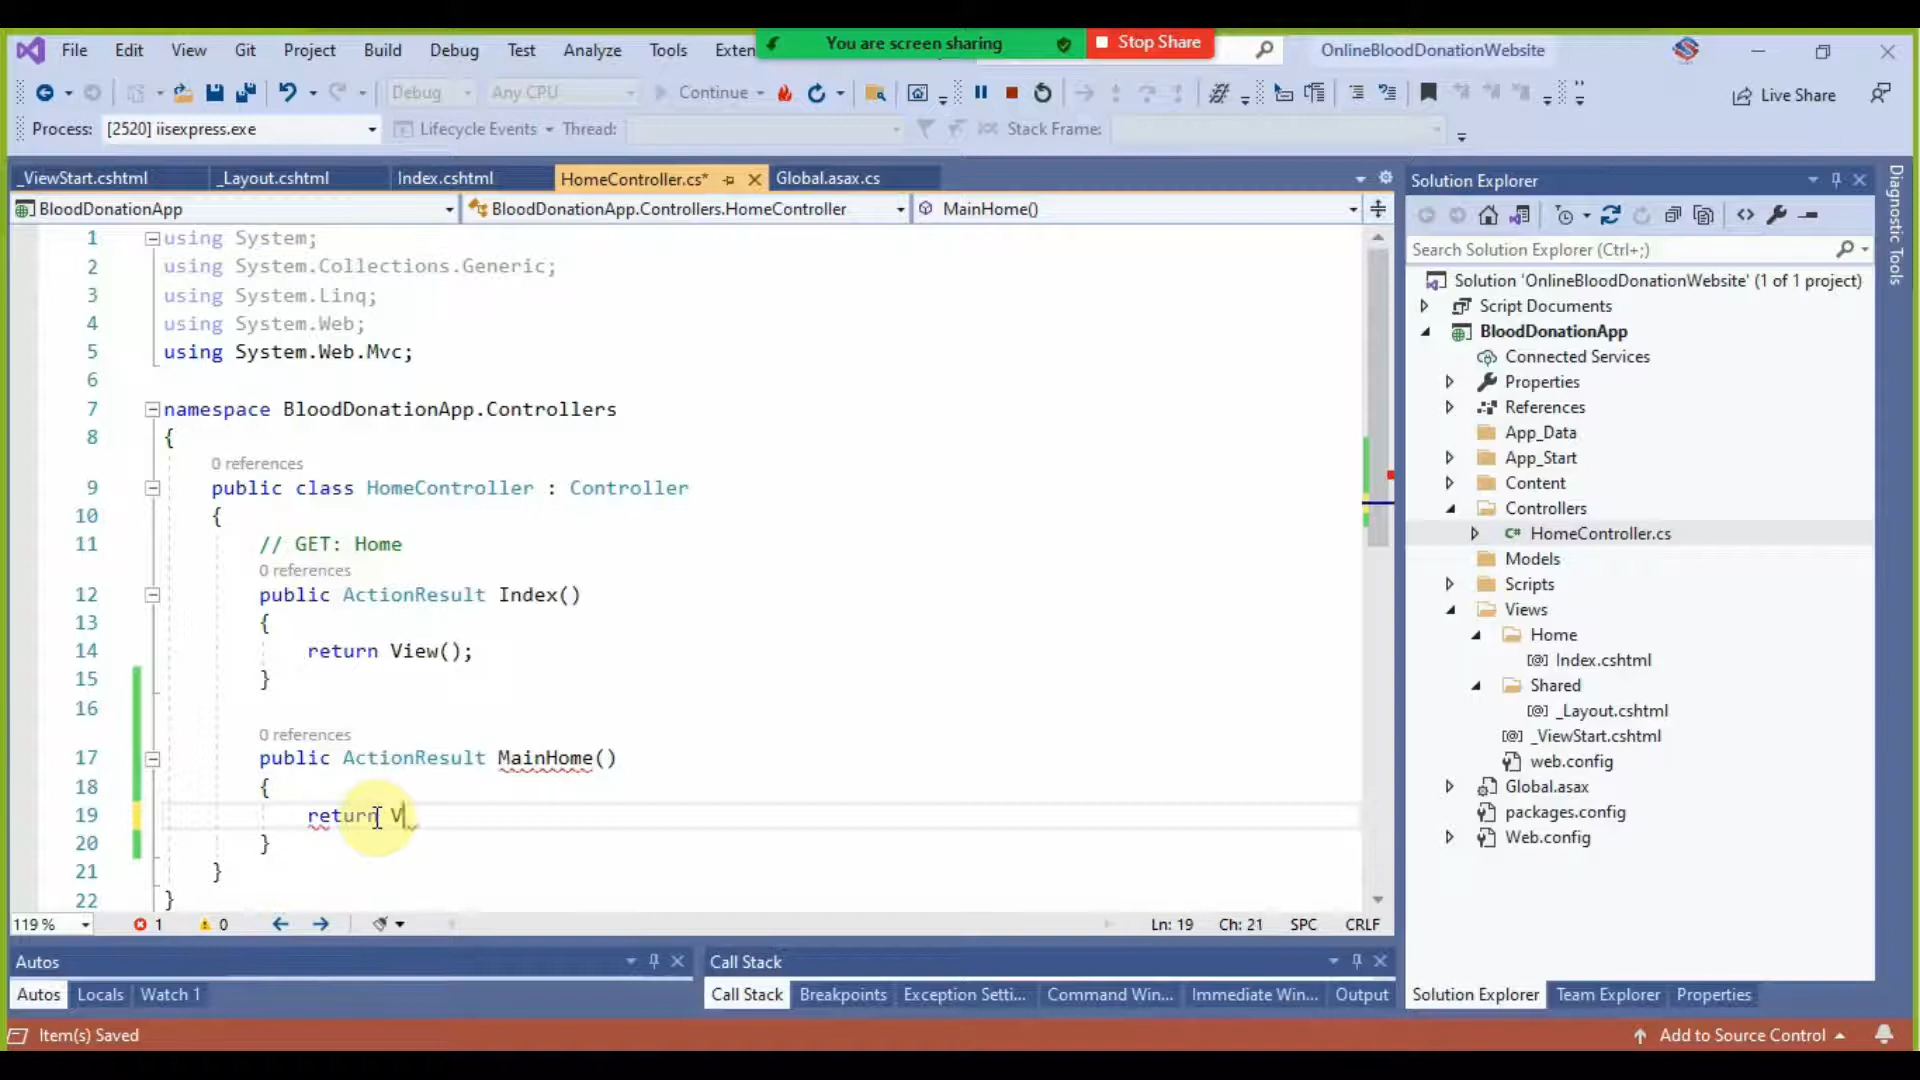 File Edit View Git Project Build Debug Test Analyze Tools Exten
You are screen sharing Stop Share
OnlineBloodDonationWebsite
Debug Any CPU Continue
Live Share
Process: [2520] iisexpress.exe Lifecycle Events Thread: Stack Frame:
_ViewStart.cshtml _Layout.cshtml Index.cshtml HomeController.cs* Global.asax.cs
BloodDonationApp BloodDonationApp.Controllers.HomeController MainHome()
1 using System;
2 using System.Collections.Generic;
3 using System.Linq;
4 using System.Web;
5 using System.Web.Mvc;
6
7 namespace BloodDonationApp.Controllers
8 {
0 references
9 public class HomeController : Controller
10 {
11 // GET: Home
0 references
12 public ActionResult Index()
13 {
14 return View();
15 }
16
0 references
17 public ActionResult MainHome()
18 {
19 return V
20 }
21 }
22 }
119 % 1 0 Ln: 19 Ch: 21 SPC CRLF
Autos
Autos Locals Watch 1
Call Stack
Call Stack Breakpoints Exception Setti... Command Win... Immediate Win... Output
Solution Explorer
Search Solution Explorer (Ctrl+;)
Solution 'OnlineBloodDonationWebsite' (1 of 1 project)
Script Documents
BloodDonationApp
Connected Services
Properties
References
App_Data
App_Start
Content
Controllers
C# HomeController.cs
Models
Scripts
Views
Home
[@] Index.cshtml
Shared
[@] _Layout.cshtml
[@] _ViewStart.cshtml
web.config
Global.asax
packages.config
Web.config
Solution Explorer Team Explorer Properties
Diagnostic Tools
Item(s) Saved
Add to Source Control